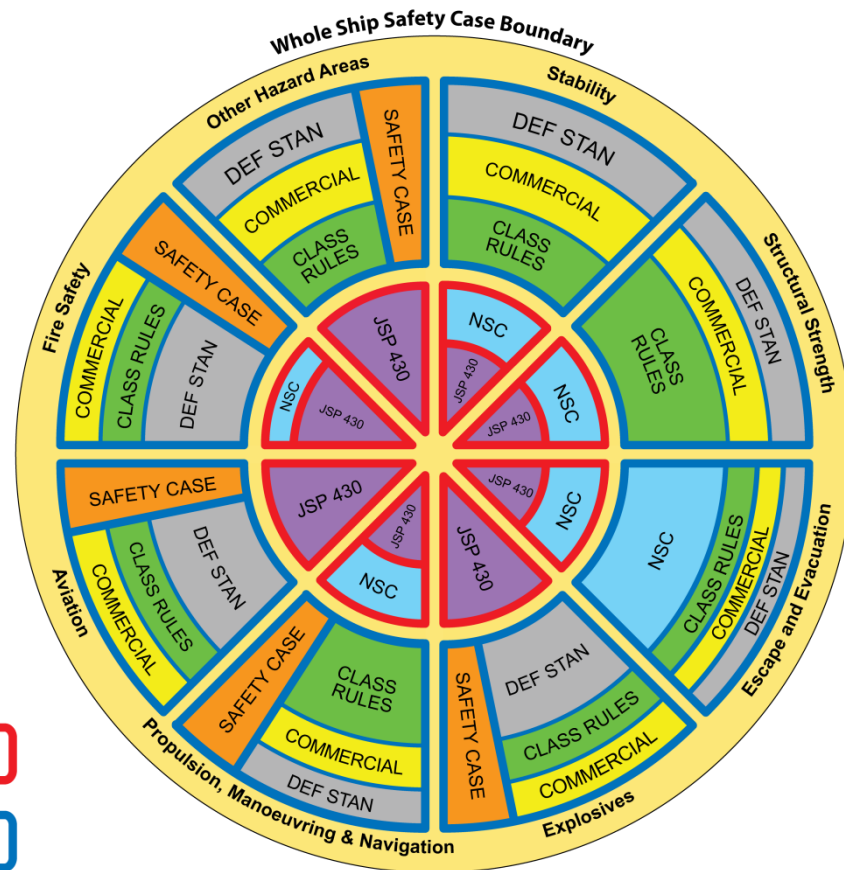 Whole Ship Safety Case Boundary
Other Hazard Areas
DEF STAN
COMMERCIAL
CLASS
RULES
SAFETY CASE
JSP 430
Stability
DEF STAN
COMMERCIAL
CLASS
RULES
NSC
JSP 430
Structural Strength
DEF STAN
COMMERCIAL
CLASS
RULES
NSC
JSP 430
Escape and Evacuation
DEF STAN
COMMERCIAL
CLASS RULES
NSC
NSC
JSP 430
Explosives
SAFETY CASE
DEF STAN
CLASS RULES
COMMERCIAL
JSP 430
Propulsion, Manoeuvring & Navigation
SAFETY CASE
CLASS
RULES
COMMERCIAL
DEF STAN
NSC
JSP 430
Aviation
SAFETY CASE
DEF STAN
CLASS RULES
COMMERCIAL
JSP 430
Fire Safety
SAFETY CASE
COMMERCIAL
CLASS RULES
DEF STAN
NSC
JSP 430